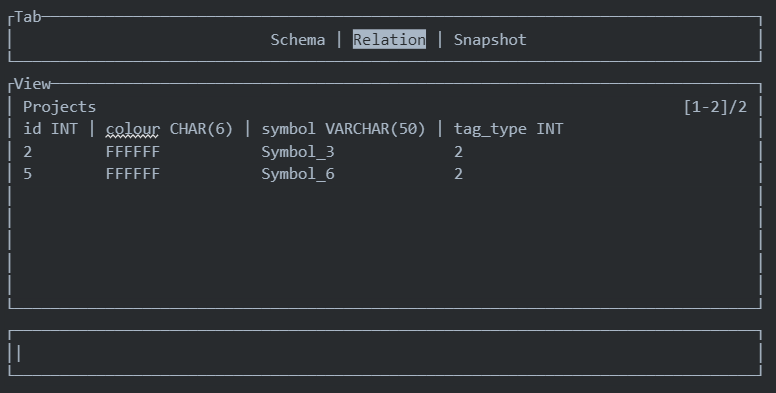 Tab
Schema | Relation | Snapshot
View
Projects [1-2]/2
id INT | colour CHAR(6) | symbol VARCHAR(50) | tag_type INT
2 FFFFFF Symbol_3 2
5 FFFFFF Symbol_6 2